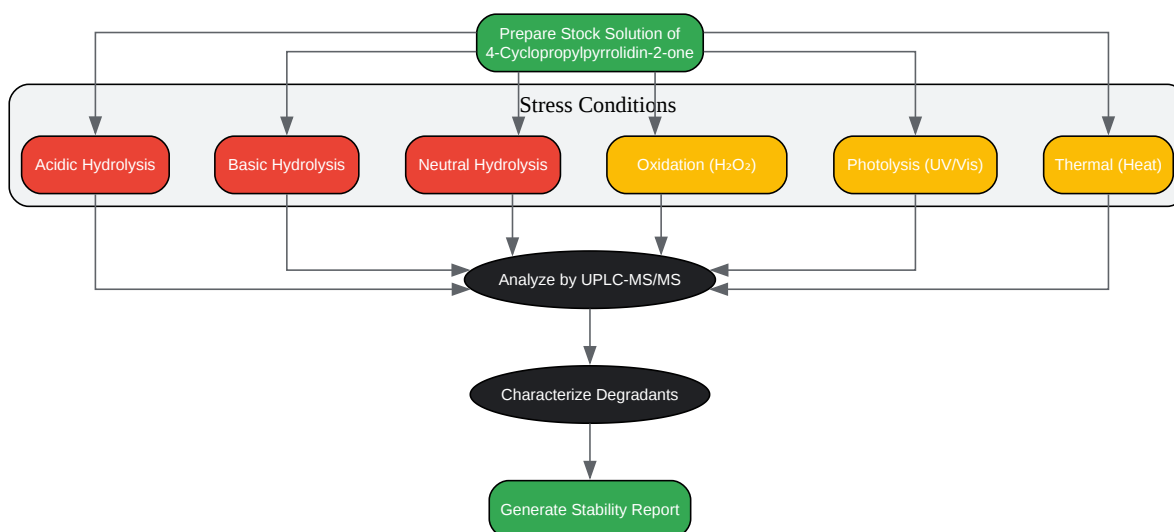 Prepare Stock Solution of
4-Cyclopropylpyrrolidin-2-one
Stress Conditions
Acidic Hydrolysis
Basic Hydrolysis
Neutral Hydrolysis
Oxidation (H₂O₂)
Photolysis (UV/Vis)
Thermal (Heat)
Analyze by UPLC-MS/MS
Characterize Degradants
Generate Stability Report